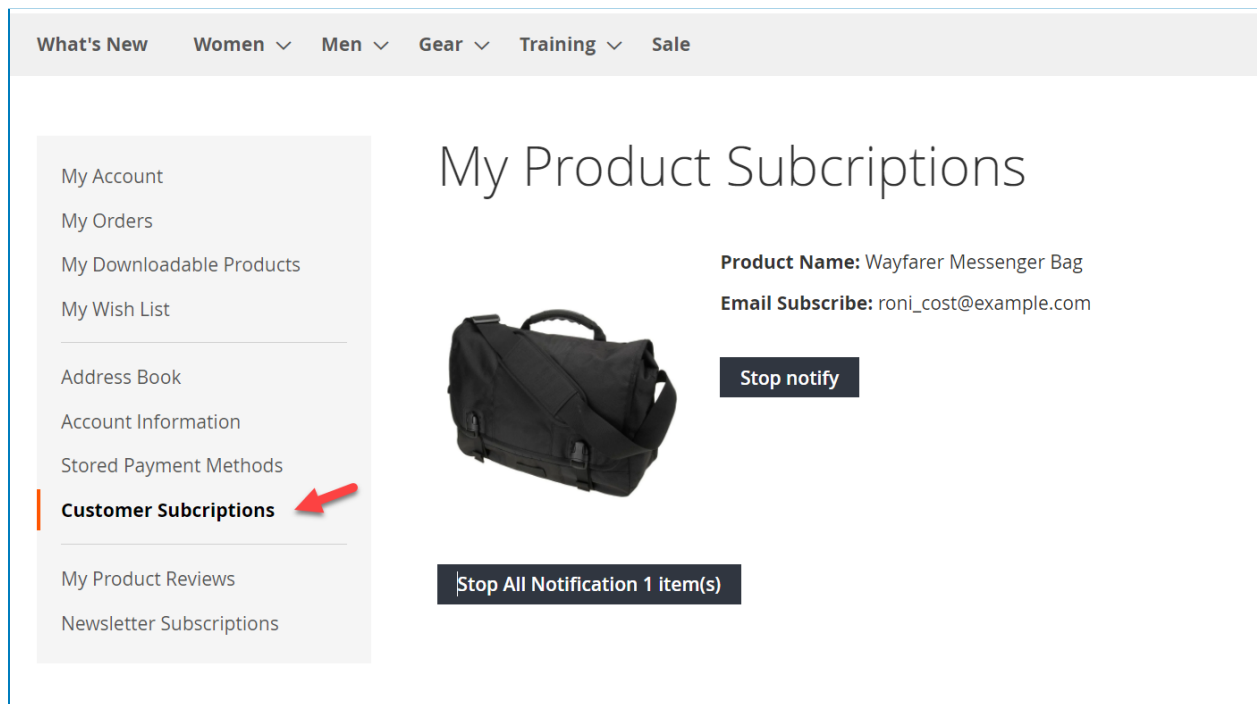 What's New Women Men Gear Training Sale
My Account
My Orders
My Downloadable Products
My Wish List
Address Book
Account Information
Stored Payment Methods
Customer Subcriptions
My Product Reviews
Newsletter Subscriptions
My Product Subcriptions
Product Name: Wayfarer Messenger Bag
Email Subscribe: roni_cost@example.com
Stop notify
Stop All Notification 1 item(s)